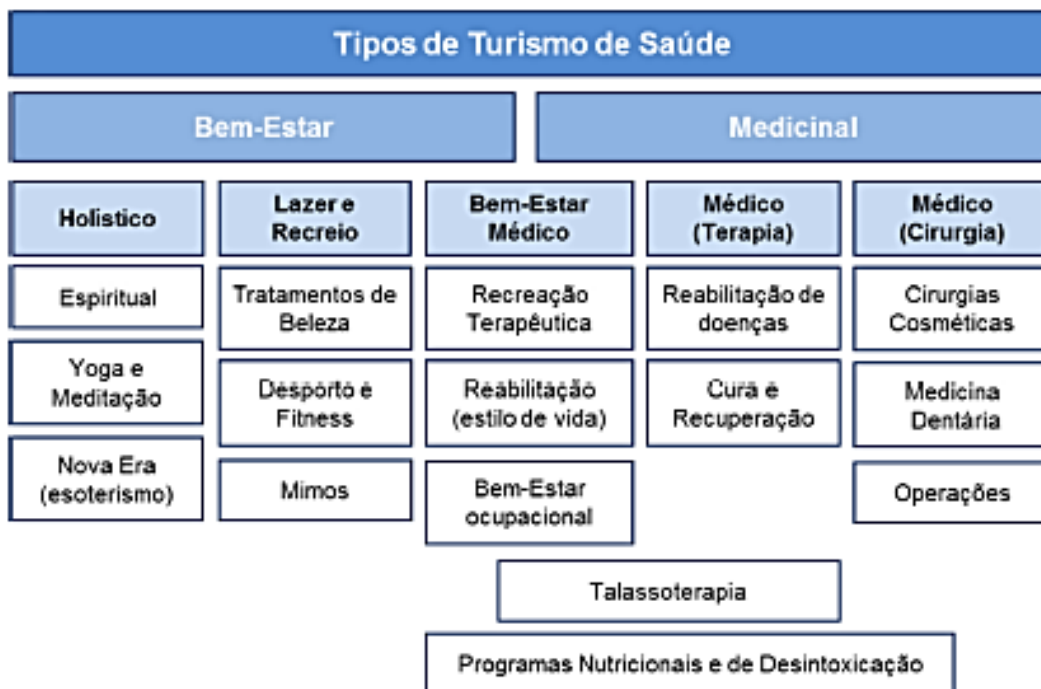 Tipos de Turismo de Saúde
Bem-Estar
Medicinal
Holistico
Lazer e
Recreio
Bem-Estar
Médico
Médico
(Terapia)
Médico
(Cirurgia)
Espiritual
Tratamentos de
Beleza
Recreação
Terapêutica
Reabilitação de
doenças
Cirurgias
Cosméticas
Yoga e
Meditação
Desporto e
Fitness
Reabilitação
(estilo de vida)
Cura e
Recuperação
Medicina
Dentária
Nova Era
(esoterismo)
Mimos
Bem-Estar
ocupacional
Operações
Talassoterapia
Programas Nutricionais e de Desintoxicação